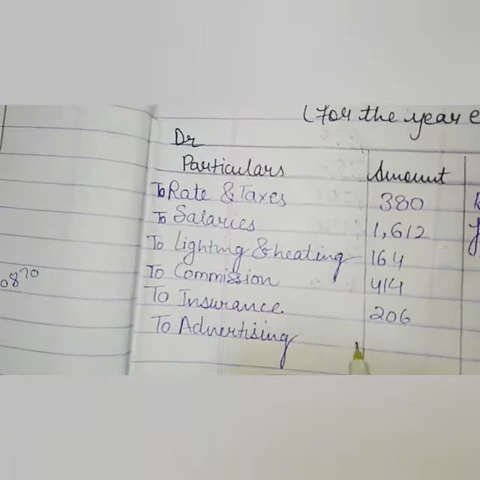 (For the year e
Dr
Particulars Amount
To Rate & Taxes 380
To Salaries 1,612
To Lighting & heating 164
To Commission 414
To Insurance 206
To Advertising